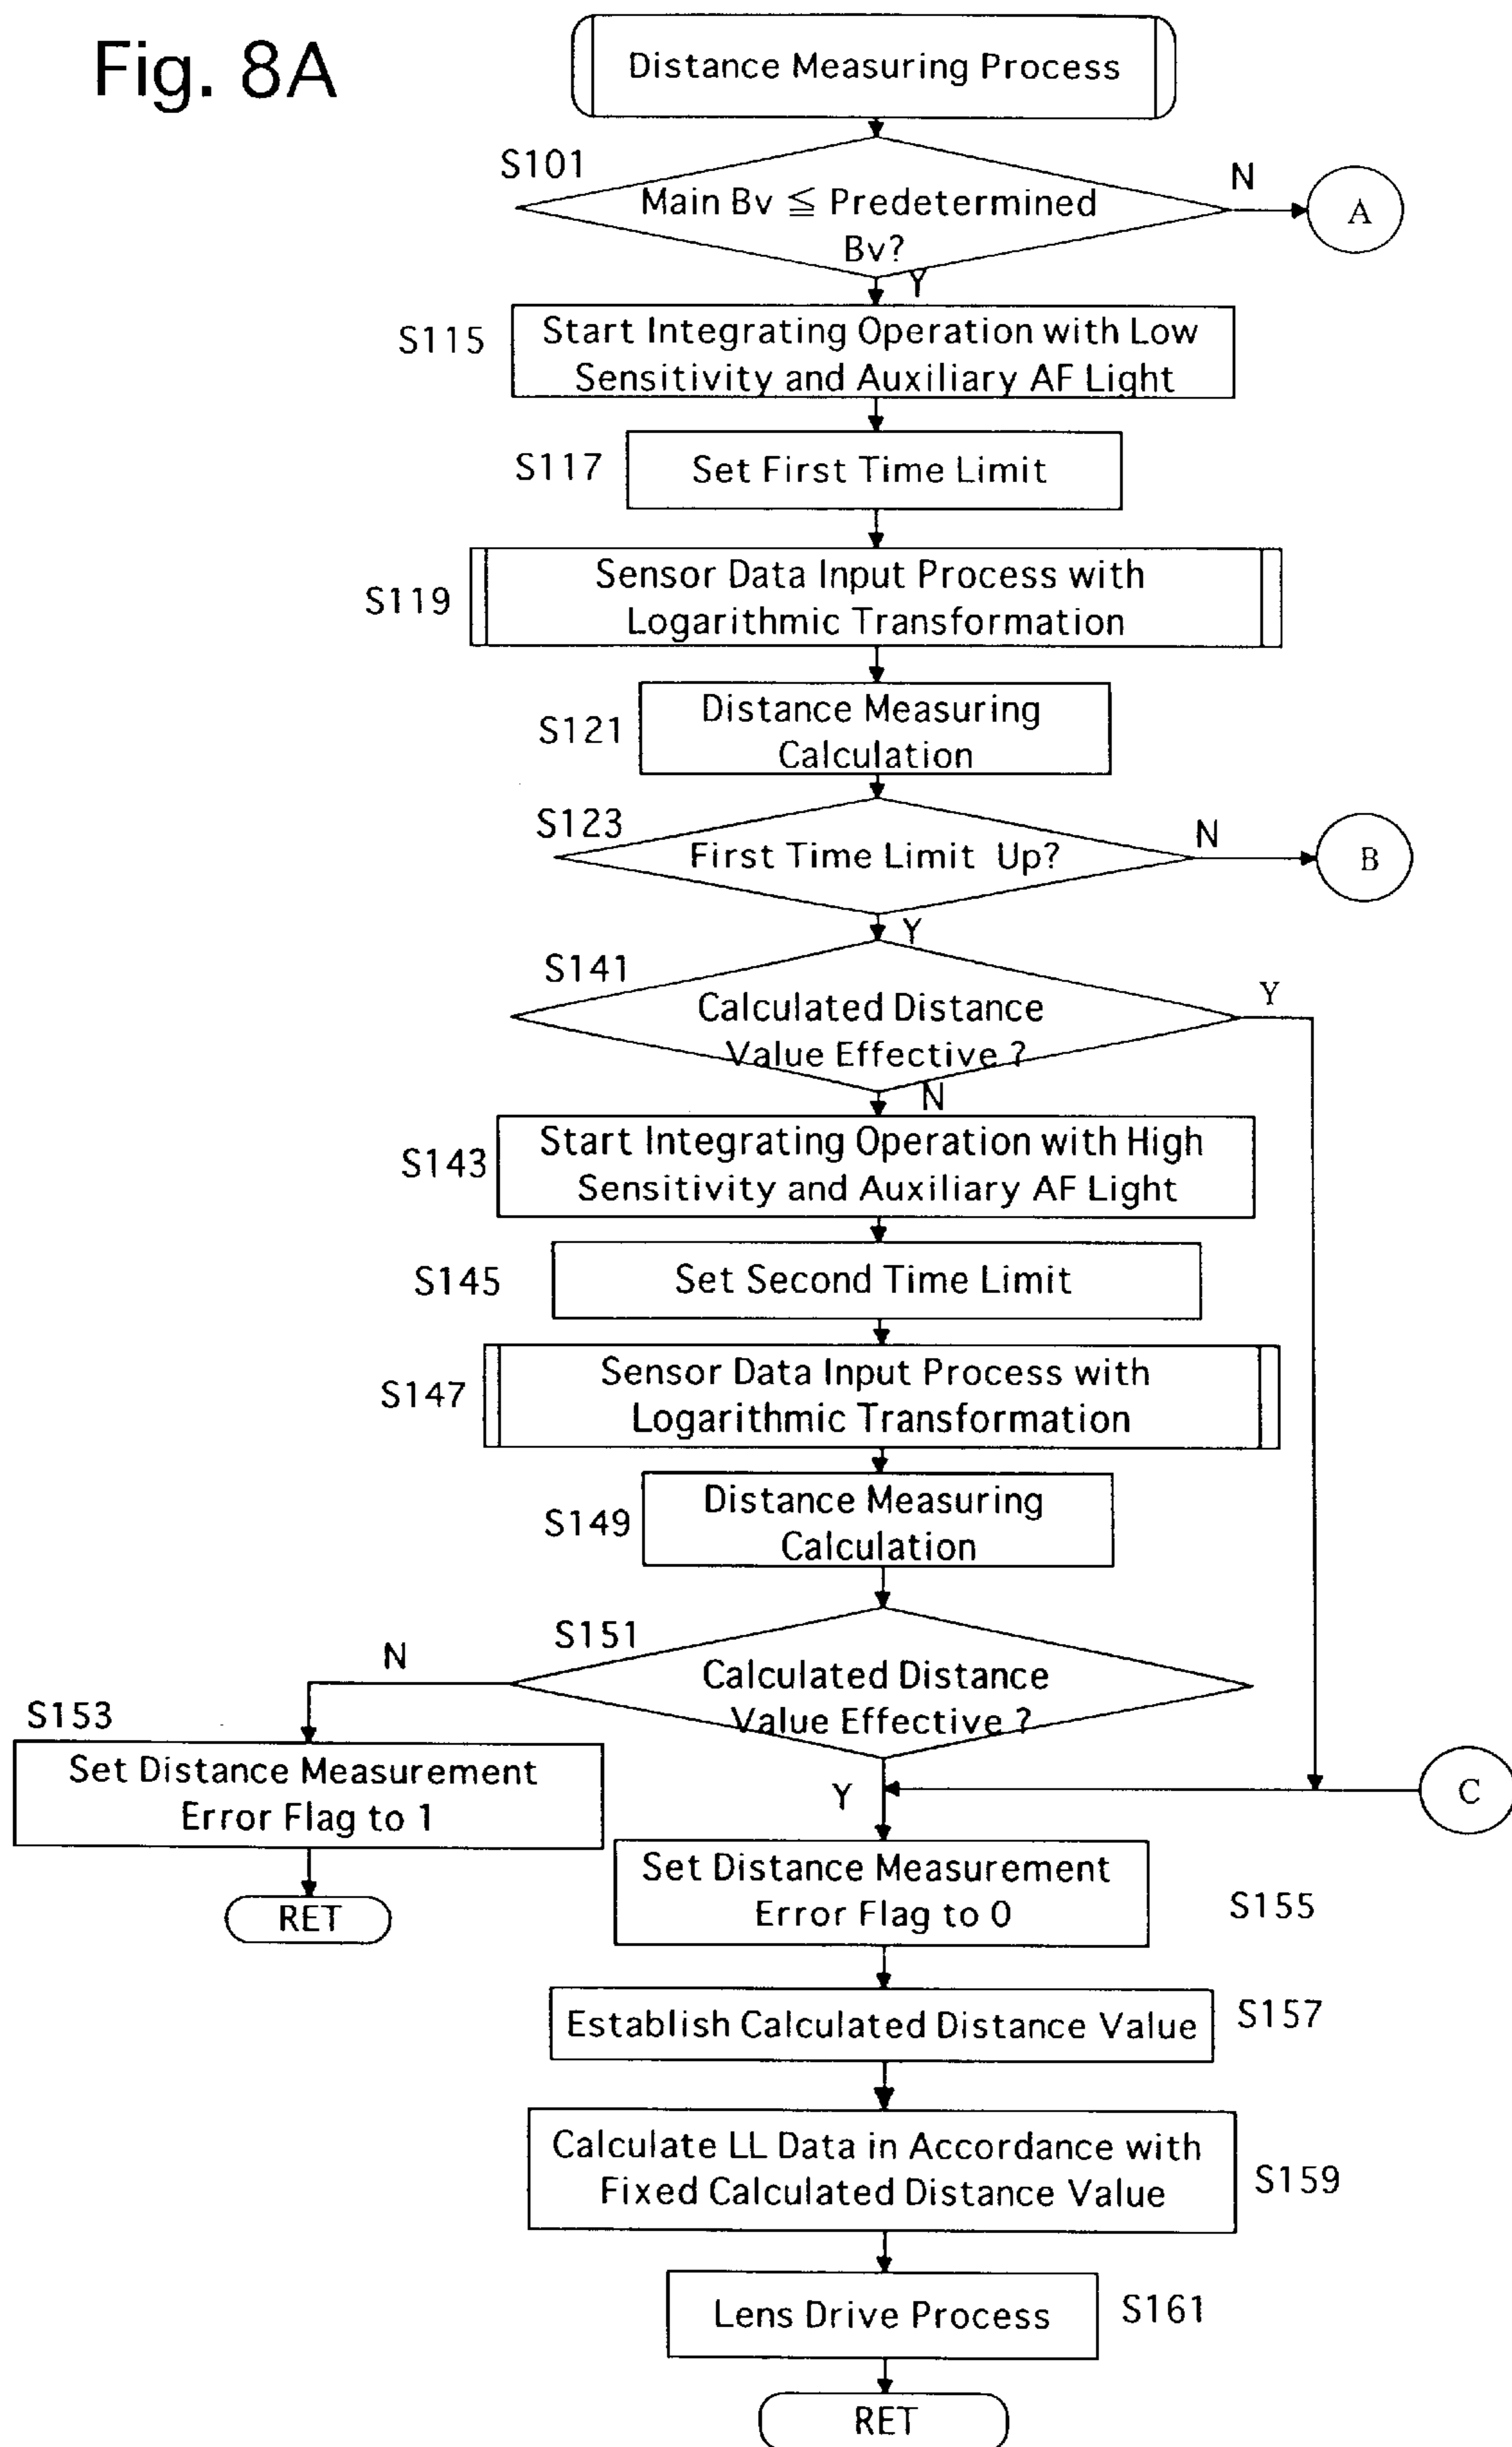 Fig. 8A
Distance Measuring Process
S101
Main Bv ≦ Predetermined
Bv?
N
A
Y
S115
Start Integrating Operation with Low
Sensitivity and Auxiliary AF Light
S117
Set First Time Limit
S119
Sensor Data Input Process with
Logarithmic Transformation
S121
Distance Measuring
Calculation
S123
First Time Limit Up?
N
B
Y
S141
Calculated Distance
Value Effective ?
Y
N
S143
Start Integrating Operation with High
Sensitivity and Auxiliary AF Light
S145
Set Second Time Limit
S147
Sensor Data Input Process with
Logarithmic Transformation
S149
Distance Measuring
Calculation
S151
Calculated Distance
Value Effective ?
N
S153
Set Distance Measurement
Error Flag to 1
RET
Y
C
Set Distance Measurement
Error Flag to 0
S155
Establish Calculated Distance Value
S157
Calculate LL Data in Accordance with
Fixed Calculated Distance Value
S159
Lens Drive Process
S161
RET